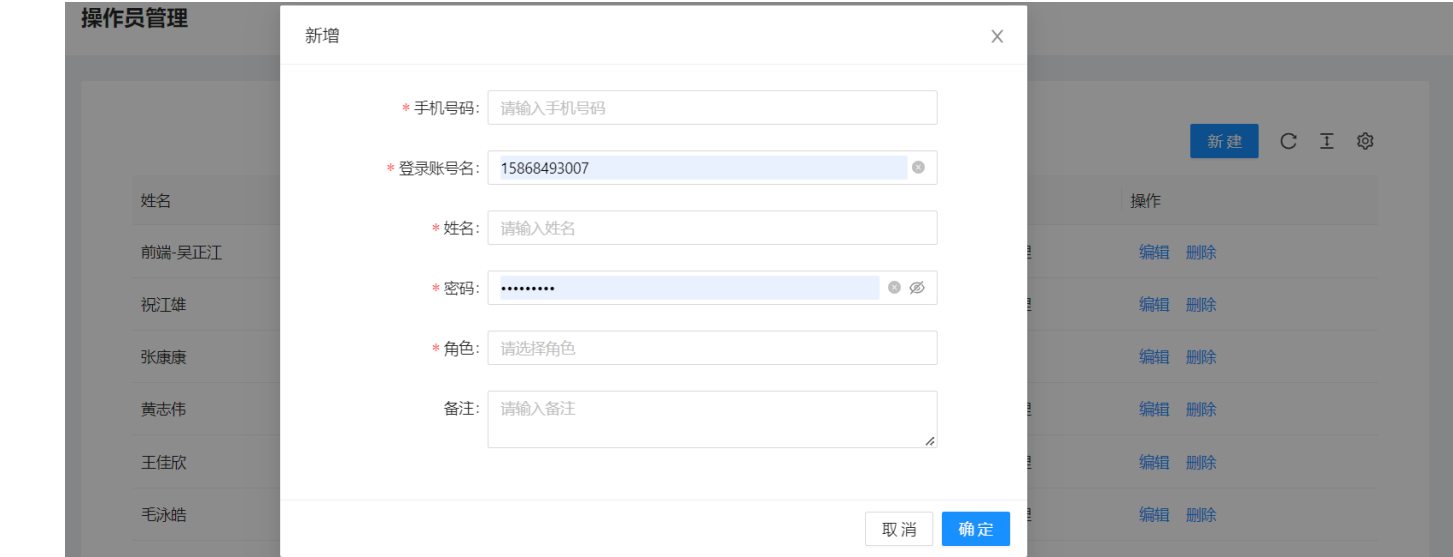 操作员管理
新增
* 手机号码: 请输入手机号码
新建
* 登录账号名: 15868493007
姓名 操作
* 姓名: 请输入姓名
前端-吴正江 编辑 删除
* 密码: •••••••••
祝江雄 编辑 删除
* 角色: 请选择角色
张康康 编辑 删除
备注: 请输入备注
黄志伟 编辑 删除
王佳欣 编辑 删除
毛泳皓 编辑 删除
取消 确定